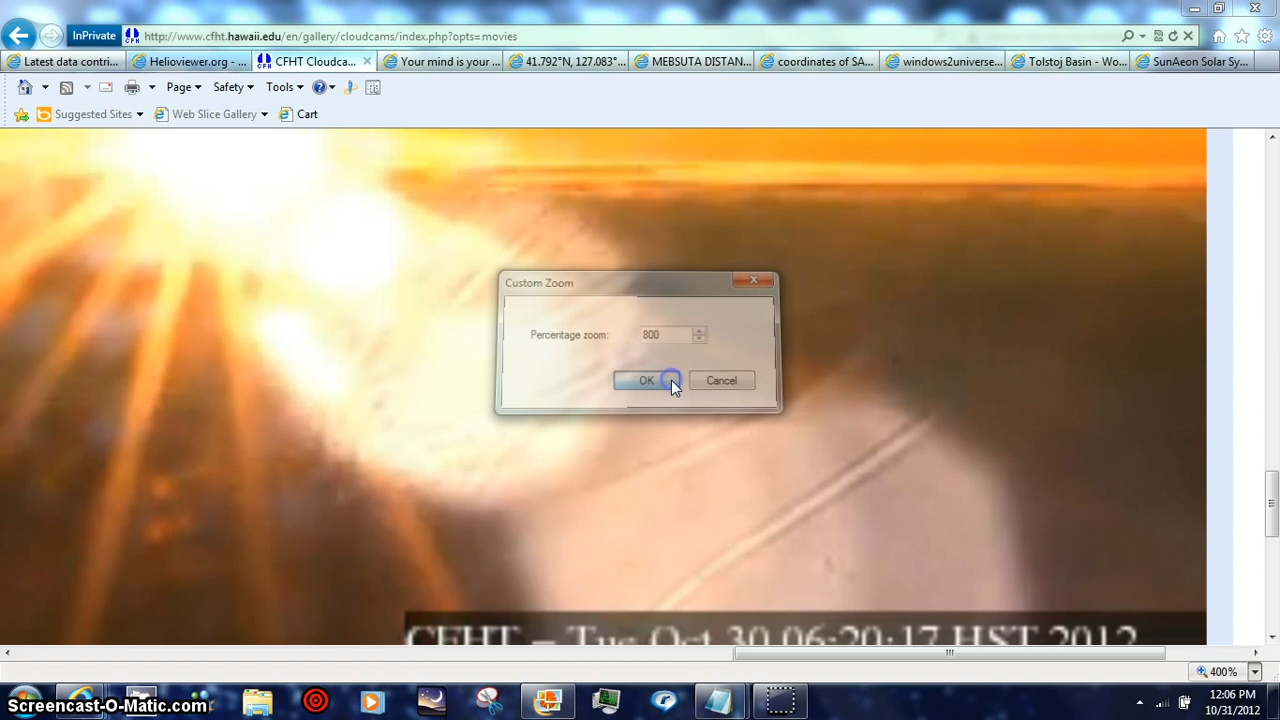 InPrivate
http://www.cfht.hawaii.edu/en/gallery/cloudcams/index.php?opts=movies
Latest data contri...
Helioviewer.org - ...
CFHT Cloudca...
Your mind is your ...
41.792°N, 127.083°...
MEBSUTA DISTAN...
coordinates of SA...
windows2universe...
Tolstoj Basin - Wo...
SunAeon Solar Sy...
Page
Safety
Tools
Suggested Sites
Web Slice Gallery
Cart
Custom Zoom
Percentage zoom: 800
OK Cancel
CFHT – Tue Oct 30 06:20:17 HST 2012
400%
12:06 PM
10/31/2012
Screencast-O-Matic.com